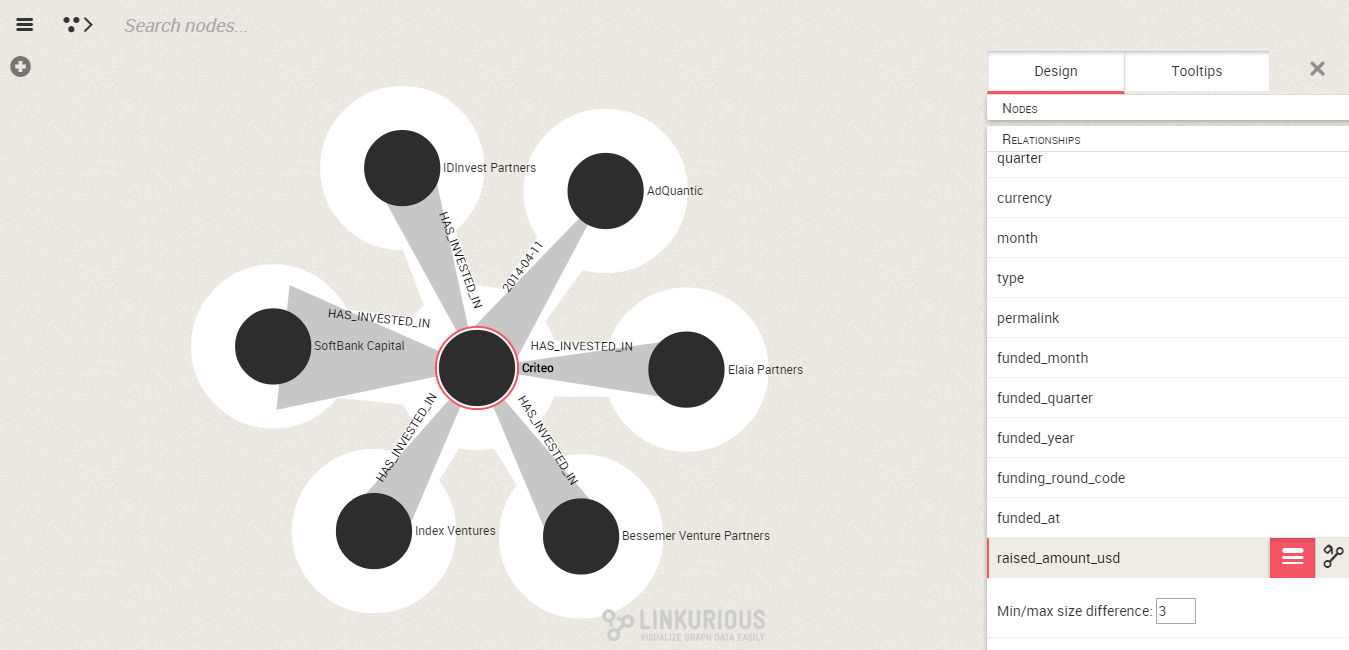 Search nodes...
Design
Tooltips
Nodes
Relationships
quarter
currency
month
type
permalink
funded_month
funded_quarter
funded_year
funding_round_code
funded_at
raised_amount_usd
Min/max size difference: 3
IDInvest Partners
AdQuantic
HAS_INVESTED_IN
2014-04-11
HAS_INVESTED_IN
SoftBank Capital
HAS_INVESTED_IN
Criteo
Elaia Partners
HAS_INVESTED_IN
HAS_INVESTED_IN
Index Ventures
Bessemer Venture Partners
LINKURIOUS
VISUALIZE GRAPH DATA EASILY